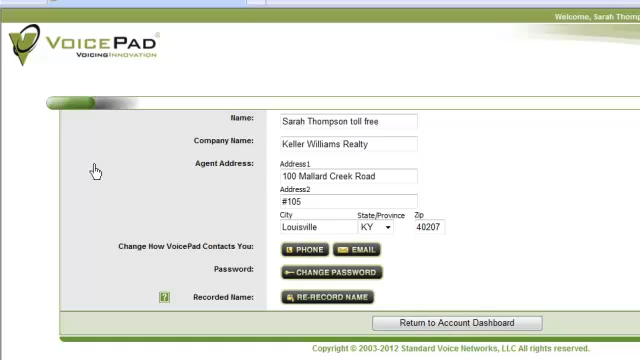 Welcome, Sarah Thomp
VOICEPAD®
VOICING INNOVATION
Name: Sarah Thompson toll free
Company Name: Keller Williams Realty
Agent Address: Address1
100 Mallard Creek Road
Address2
#105
City State/Province Zip
Louisville KY 40207
Change How VoicePad Contacts You: PHONE EMAIL
Password: CHANGE PASSWORD
? Recorded Name: RE-RECORD NAME
Return to Account Dashboard
Copyright © 2003-2012 Standard Voice Networks, LLC All rights reserved.